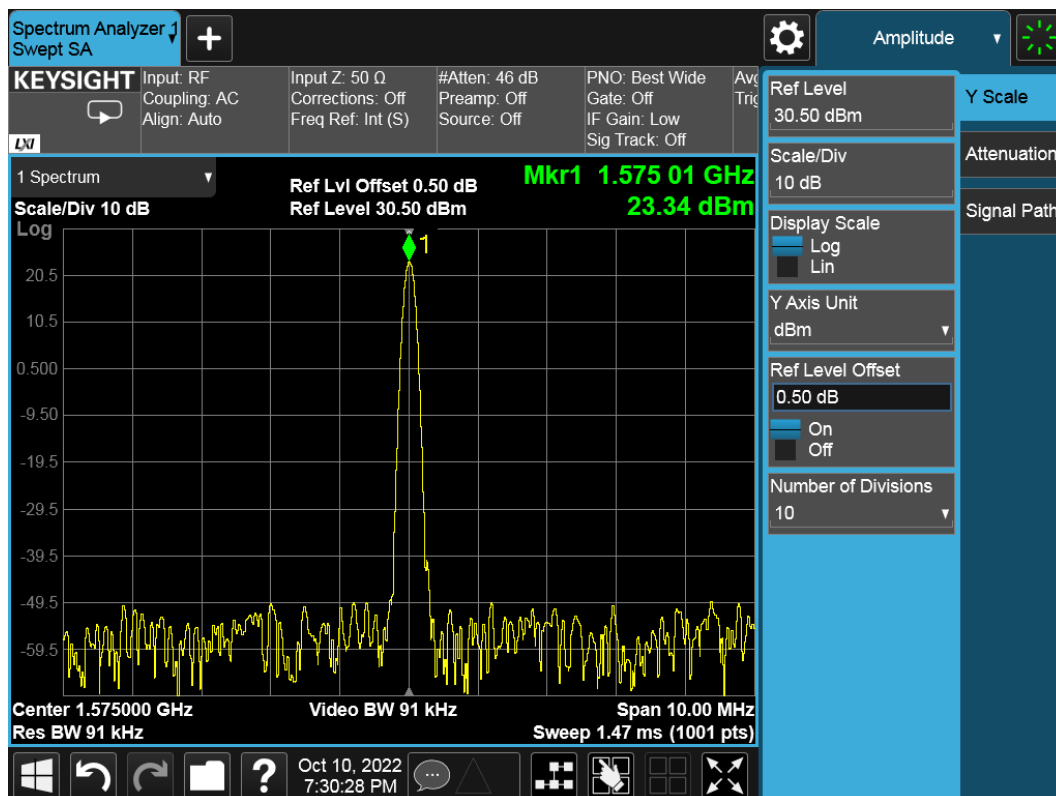 Spectrum Analyzer 1
Swept SA
Amplitude
KEYSIGHT
LXI
Input: RF
Coupling: AC
Align: Auto
Input Z: 50 Ω
Corrections: Off
Freq Ref: Int (S)
#Atten: 46 dB
Preamp: Off
Source: Off
PNO: Best Wide
Gate: Off
IF Gain: Low
Sig Track: Off
Avg
Trig
1 Spectrum
Scale/Div 10 dB
Log
Ref Lvl Offset 0.50 dB
Ref Level 30.50 dBm
Mkr1 1.575 01 GHz
23.34 dBm
1
20.5
10.5
0.500
-9.50
-19.5
-29.5
-39.5
-49.5
-59.5
Center 1.575000 GHz
Res BW 91 kHz
Video BW 91 kHz
Span 10.00 MHz
Sweep 1.47 ms (1001 pts)
Ref Level
30.50 dBm
Scale/Div
10 dB
Display Scale
Log
Lin
Y Axis Unit
dBm
Ref Level Offset
0.50 dB
On
Off
Number of Divisions
10
Y Scale
Attenuation
Signal Path
?
Oct 10, 2022
7:30:28 PM